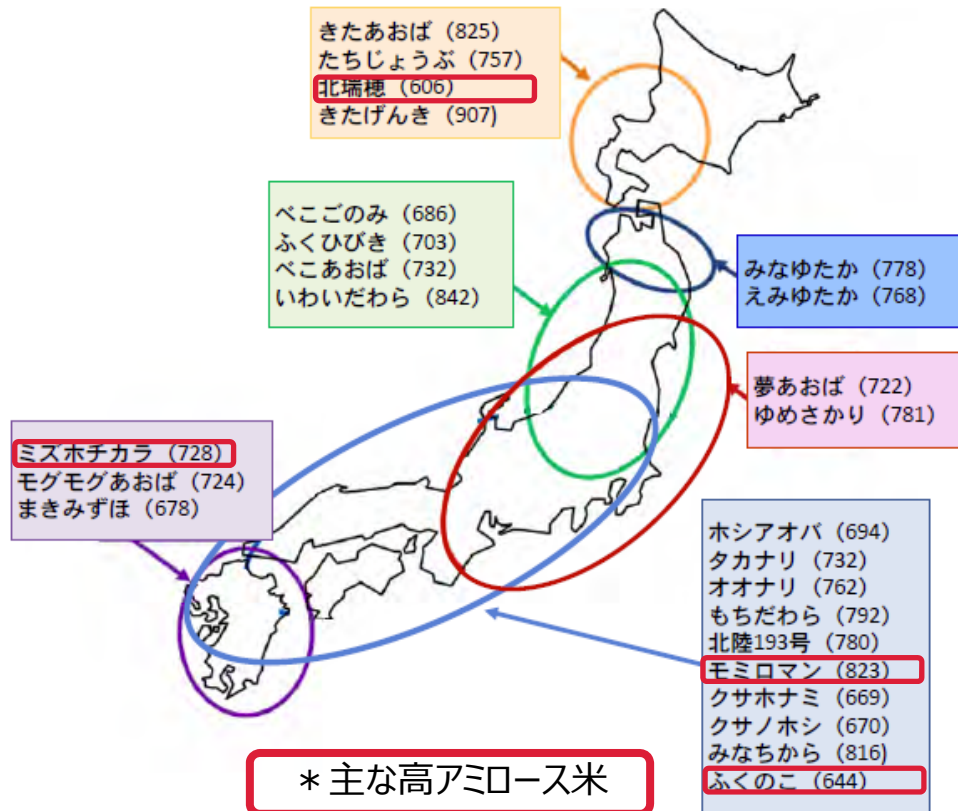 きたあおば（825）
たちじょうぶ（757）
北瑞穂（606）
きたげんき（907）
べこごのみ（686）
ふくひびき（703）
べこあおば（732）
いわいだわら（842）
みなゆたか（778）
えみゆたか（768）
夢あおば（722）
ゆめさかり（781）
ミズホチカラ（728）
モグモグあおば（724）
まきみずほ（678）
ホシアオバ（694）
タカナリ（732）
オオナリ（762）
もちだわら（792）
北陸193号（780）
モミロマン（823）
クサホナミ（669）
クサノホシ（670）
みなちから（816）
ふくのこ（644）
＊主な高アミロース米